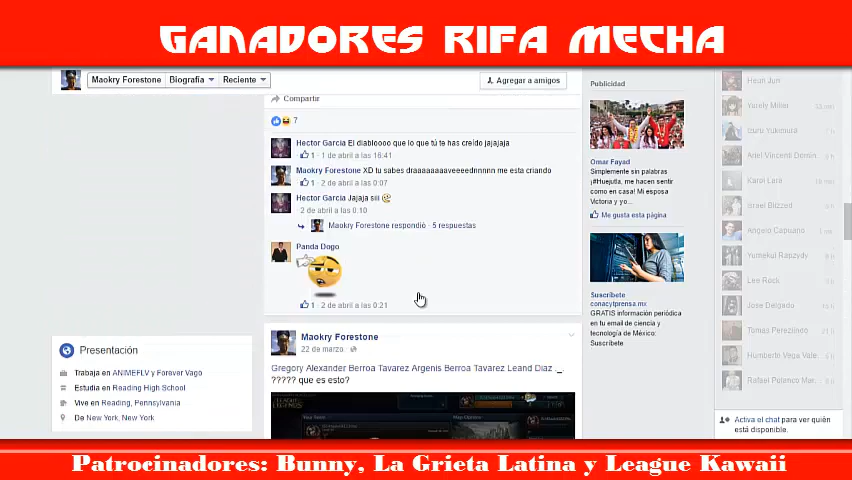 GANADORES RIFA MECHA
Maokry Forestone
Biografía
Reciente
Agregar a amigos
Compartir
7
Hector Garcia El diabloooo que lo que tú te has creído jajajaja
1 · 1 de abril a las 16:41
Maokry Forestone XD tu sabes draaaaaaaveeeednnnnn me esta criando
1 · 2 de abril a las 0:07
Hector Garcia Jajaja siii
2 de abril a las 0:10
Maokry Forestone respondió · 5 respuestas
Panda Dogo
1 · 2 de abril a las 0:21
Maokry Forestone
22 de marzo
Gregory Alexander Berroa Tavarez Argenis Berroa Tavarez Leand Diaz ._
????? que es esto?
Presentación
Trabaja en ANIMEFLV y Forever Vago
Estudia en Reading High School
Vive en Reading, Pennsylvania
De New York, New York
Publicidad
Omar Fayad
Simplemente sin palabras
¡#Huejutla, me hacen sentir
como en casa! Mi esposa
Victoria y yo...
Me gusta esta página
Suscríbete
conacytprensa.mx
GRATIS información periódica
en tu email de ciencia y
tecnología de México:
Suscríbete
Heun Jun
Yarely Miller
Guru Yukimura
Ariel Vincenti Demin
Karol Lara
Israel Blizzed
Angelo Capuano
Yumekui Rapzydy
Lee Rock
Jose Delgado
Tomas Pereziindo
Humberto Vega Vale
Rafael Polanco Mar
Activa el chat para ver quién
está disponible.
Patrocinadores: Bunny, La Grieta Latina y League Kawaii